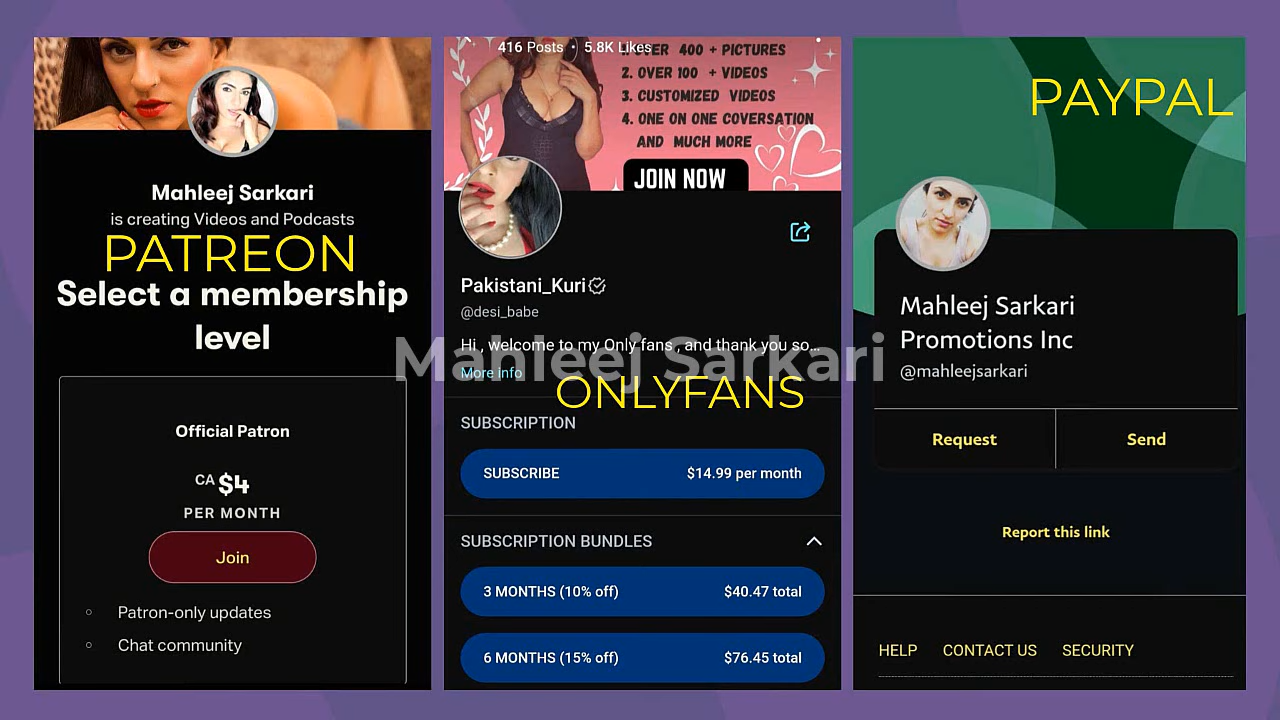 Mahleej Sarkari
is creating Videos and Podcasts
PATREON
Select a membership
level
Official Patron
CA $4
PER MONTH
Join
Patron-only updates
Chat community
416 Posts • 5.8K Likes
1. OVER 400 + PICTURES
2. OVER 100 + VIDEOS
3. CUSTOMIZED VIDEOS
4. ONE ON ONE COVERSATION
AND MUCH MORE
JOIN NOW
Pakistani_Kuri
@desi_babe
Hi , welcome to my Only fans , and thank you so...
More info
Mahleej Sarkari
ONLYFANS
SUBSCRIPTION
SUBSCRIBE $14.99 per month
SUBSCRIPTION BUNDLES
3 MONTHS (10% off) $40.47 total
6 MONTHS (15% off) $76.45 total
PAYPAL
Mahleej Sarkari
Promotions Inc
@mahleejsarkari
Request Send
Report this link
HELP CONTACT US SECURITY